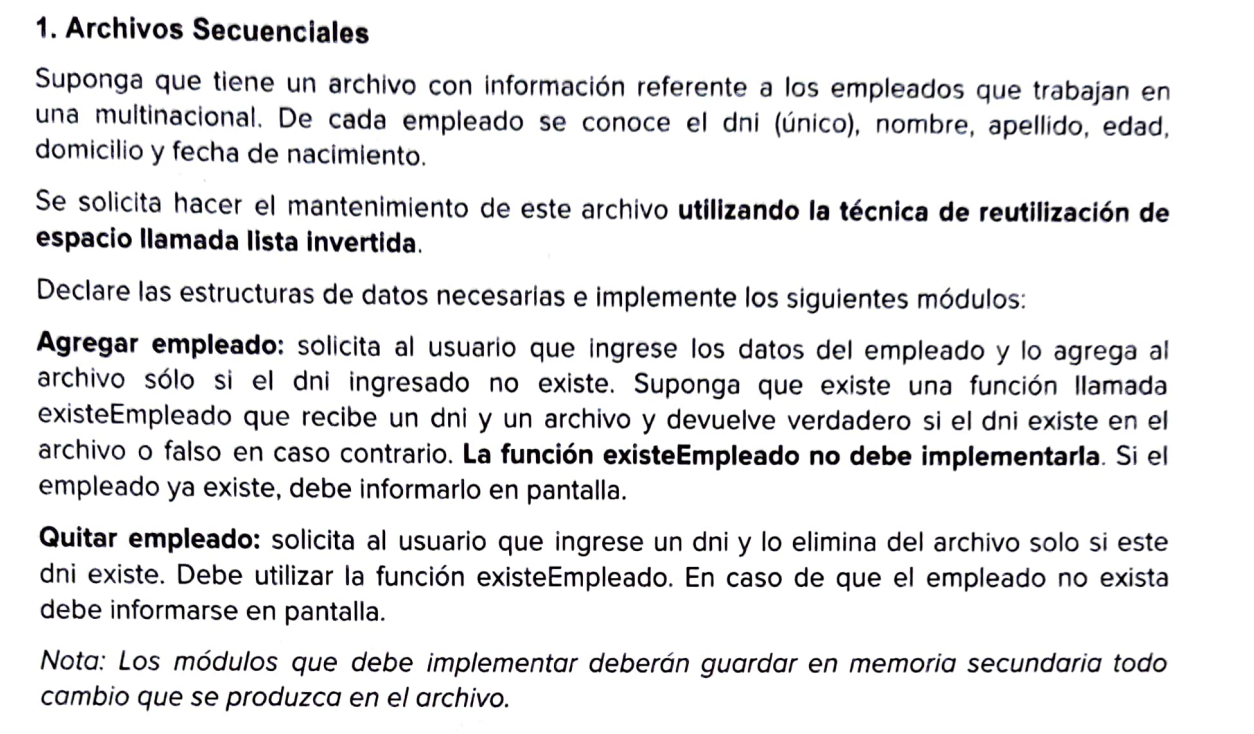 1. Archivos Secuenciales
Suponga que tiene un archivo con información referente a los empleados que trabajan en
una multinacional. De cada empleado se conoce el dni (único), nombre, apellido, edad,
domicilio y fecha de nacimiento.
Se solicita hacer el mantenimiento de este archivo utilizando la técnica de reutilización de
espacio llamada lista invertida.
Declare las estructuras de datos necesarias e implemente los siguientes módulos:
Agregar empleado: solicita al usuario que ingrese los datos del empleado y lo agrega al
archivo sólo si el dni ingresado no existe. Suponga que existe una función llamada
existeEmpleado que recibe un dni y un archivo y devuelve verdadero si el dni existe en el
archivo o falso en caso contrario. La función existeEmpleado no debe implementarla. Si el
empleado ya existe, debe informarlo en pantalla.
Quitar empleado: solicita al usuario que ingrese un dni y lo elimina del archivo solo si este
dni existe. Debe utilizar la función existeEmpleado. En caso de que el empleado no exista
debe informarse en pantalla.
Nota: Los módulos que debe implementar deberán guardar en memoria secundaria todo
cambio que se produzca en el archivo.